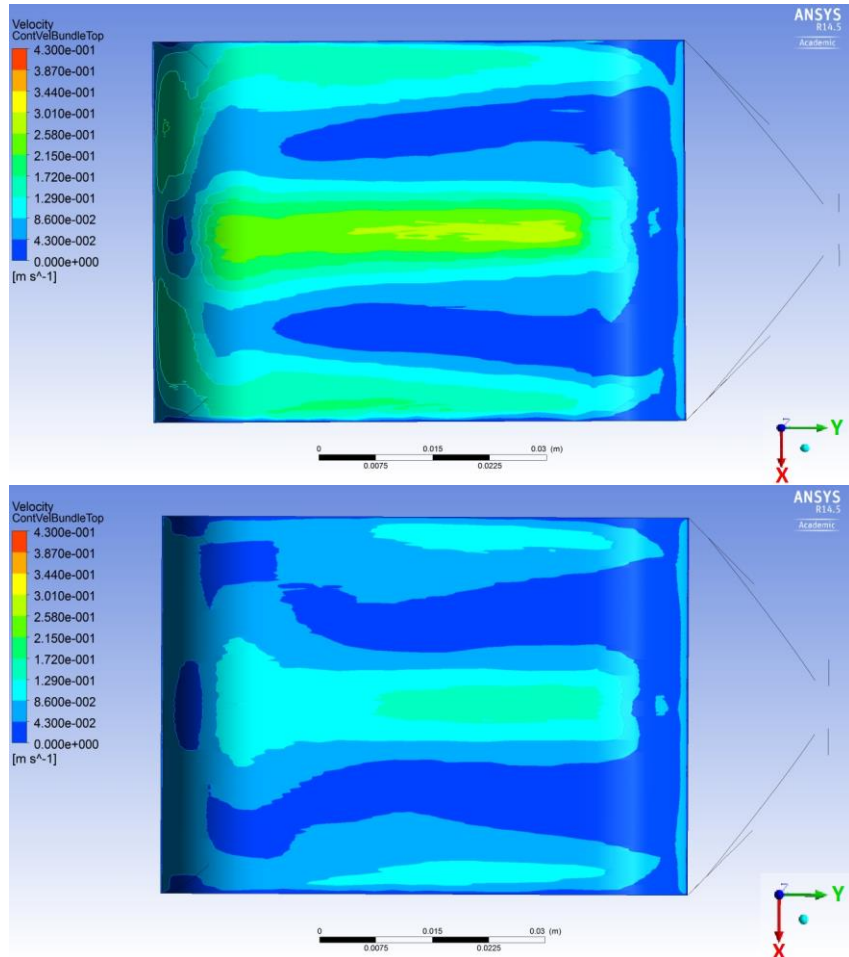 Velocity
ContVelBundleTop
4.300e-001
3.870e-001
3.440e-001
3.010e-001
2.580e-001
2.150e-001
1.720e-001
1.290e-001
8.600e-002
4.300e-002
0.000e+000
[m s^-1]
ANSYS
R14.5
Academic
0 0.015 0.03 (m)
0.0075 0.0225
Z Y
X
Velocity
ContVelBundleTop
4.300e-001
3.870e-001
3.440e-001
3.010e-001
2.580e-001
2.150e-001
1.720e-001
1.290e-001
8.600e-002
4.300e-002
0.000e+000
[m s^-1]
ANSYS
R14.5
Academic
0 0.015 0.03 (m)
0.0075 0.0225
Z Y
X